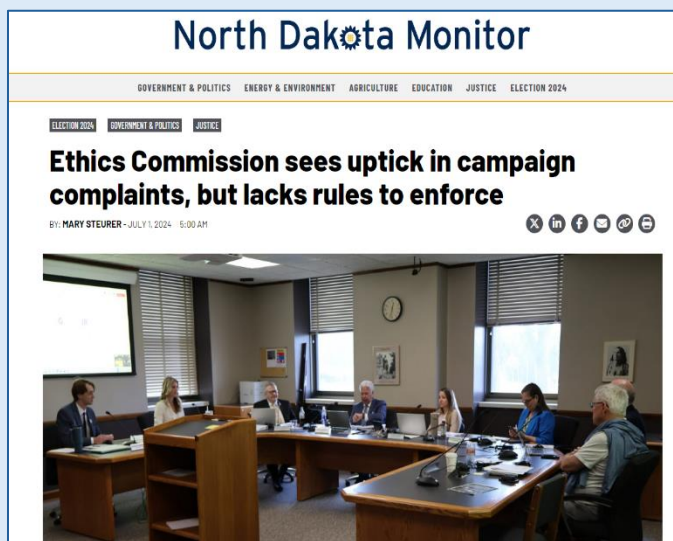 North Dakota Monitor
GOVERNMENT & POLITICS ENERGY & ENVIRONMENT AGRICULTURE EDUCATION JUSTICE ELECTION 2024
ELECTION 2024 GOVERNMENT & POLITICS JUSTICE
Ethics Commission sees uptick in campaign
complaints, but lacks rules to enforce
BY: MARY STEURER - JULY 1, 2024 5:00 AM